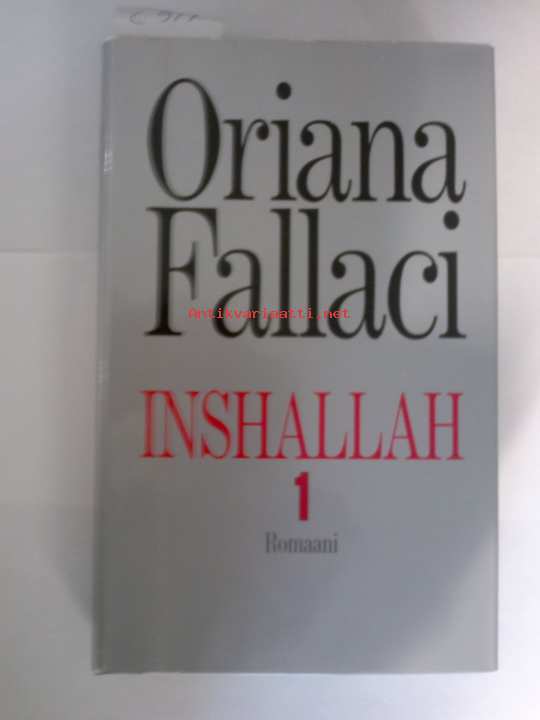 Oriana
Fallaci
Antikvariaatti.net
INSHALLAH
1
Romaani